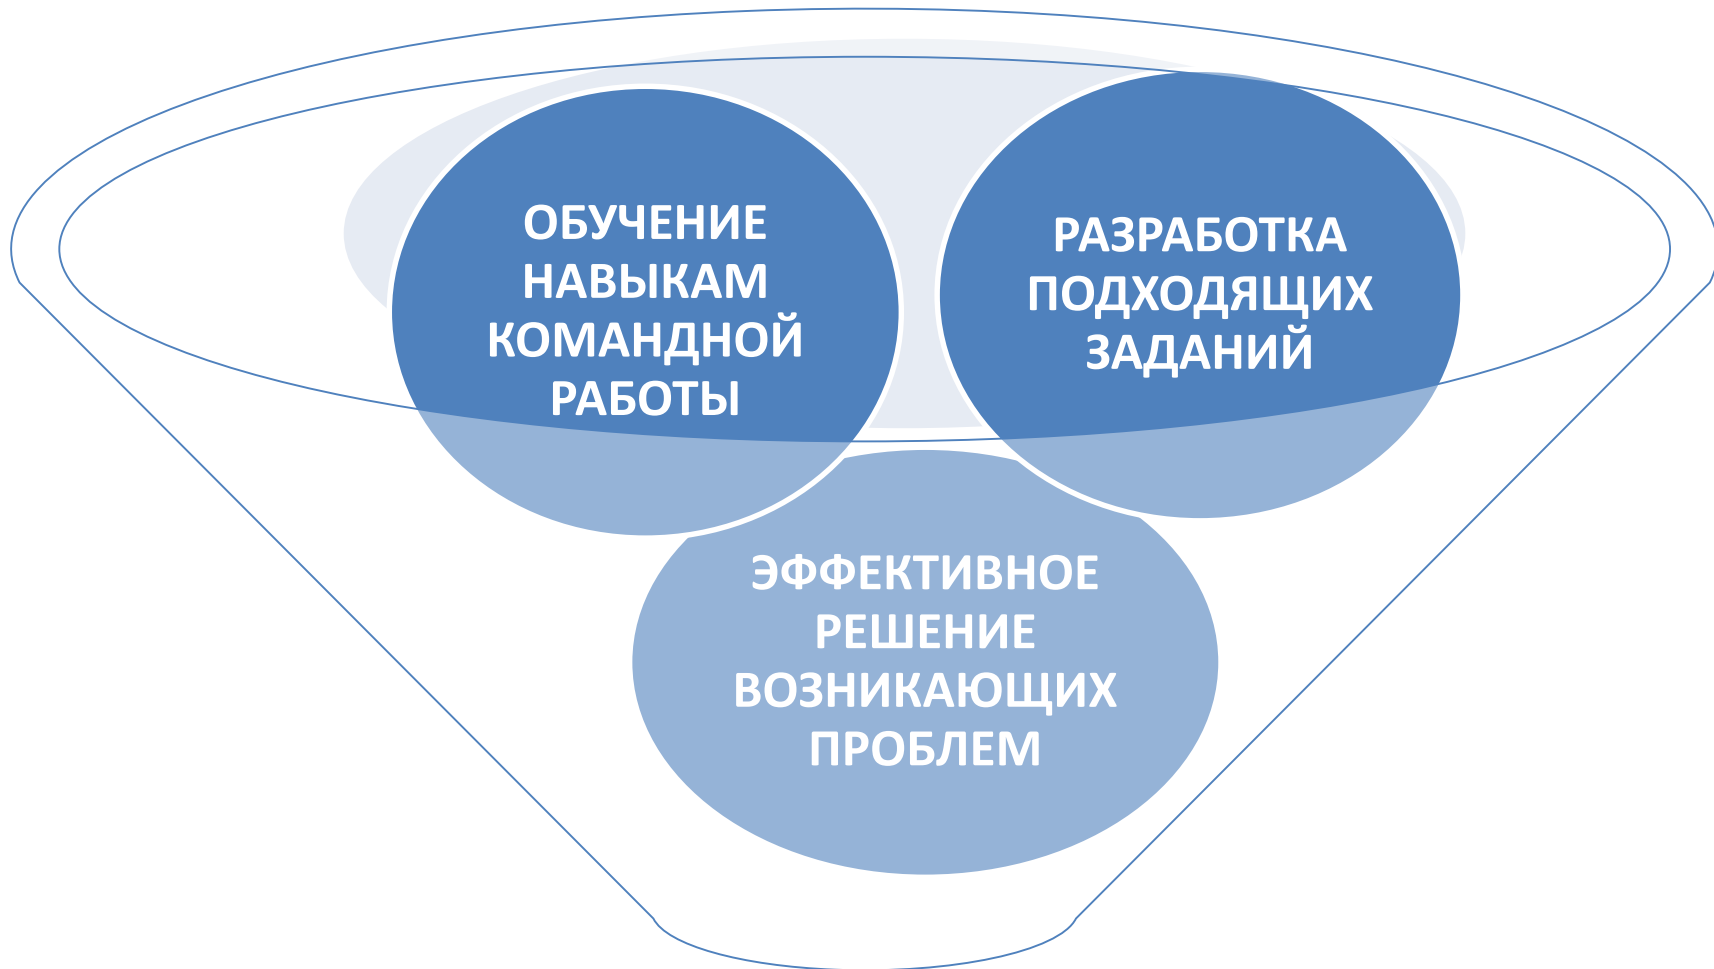 ОБУЧЕНИЕ
НАВЫКАМ
КОМАНДНОЙ
РАБОТЫ
РАЗРАБОТКА
ПОДХОДЯЩИХ
ЗАДАНИЙ
ЭФФЕКТИВНОЕ
РЕШЕНИЕ
ВОЗНИКАЮЩИХ
ПРОБЛЕМ